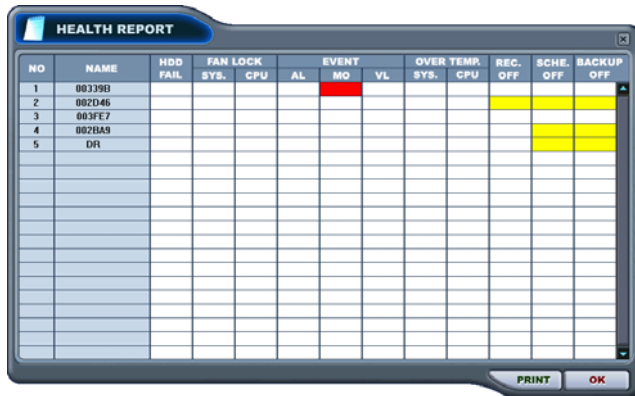 HEALTH REPORT
NO NAME HDD FAIL FAN LOCK EVENT OVER TEMP. REC. OFF SCHE. OFF BACKUP OFF
SYS. CPU AL MO VL SYS. CPU
1 00339B
2 002D46
3 003FE7
4 002BA9
5 DR
PRINT OK